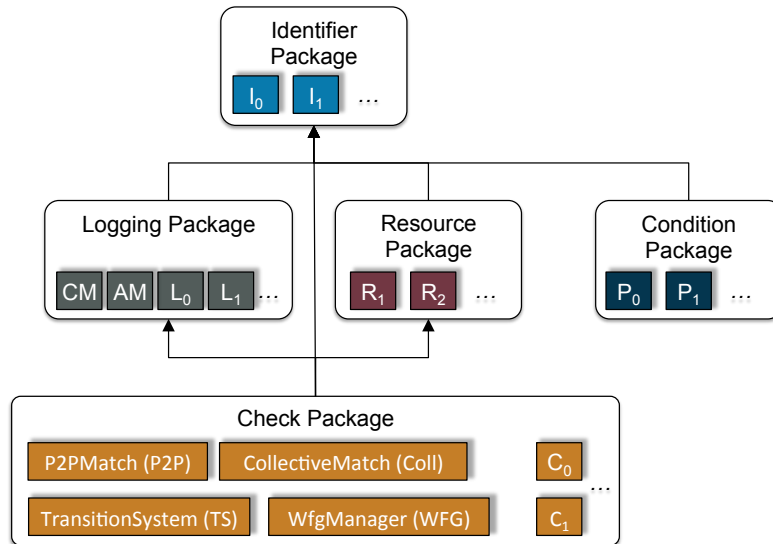 Identifier
Package
I0 I1 ...
Logging Package
CM AM L0 L1 ...
Resource
Package
R1 R2 ...
Condition
Package
P0 P1 ...
Check Package
P2PMatch (P2P) CollectiveMatch (Coll) C0
...
TransitionSystem (TS) WfgManager (WFG) C1